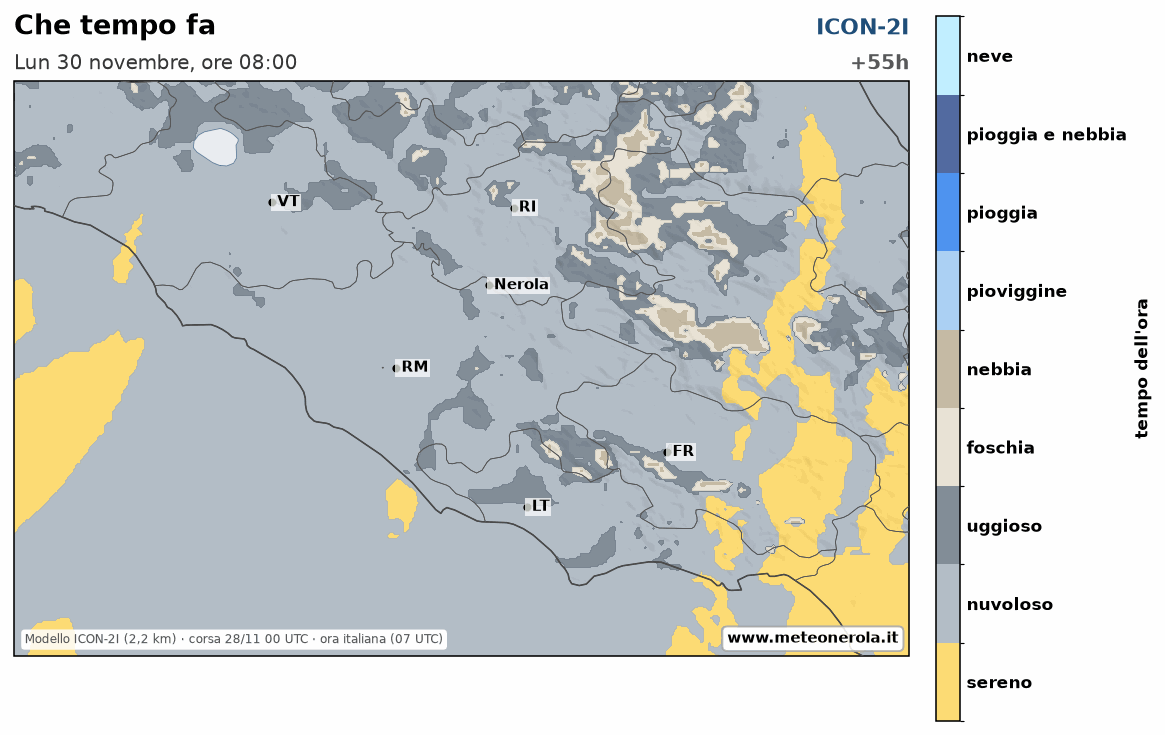 Che tempo fa
ICON-2I
Lun 30 novembre, ore 08:00
+55h
VT
RI
Nerola
RM
FR
LT
Modello ICON-2I (2,2 km) · corsa 28/11 00 UTC · ora italiana (07 UTC)
www.meteonerola.it
neve
pioggia e nebbia
pioggia
pioviggine
nebbia
foschia
uggioso
nuvoloso
sereno
tempo dell'ora